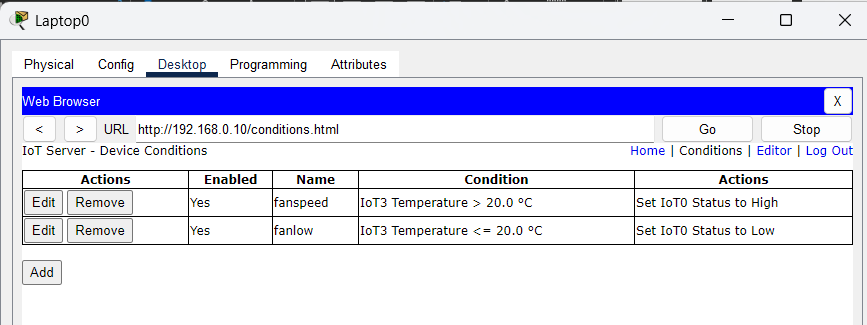 Laptop0
Physical Config Desktop Programming Attributes
Web Browser X
< > URL http://192.168.0.10/conditions.html Go Stop
IoT Server - Device Conditions Home | Conditions | Editor | Log Out
Actions Enabled Name Condition Actions
Edit Remove Yes fanspeed IoT3 Temperature > 20.0 °C Set IoT0 Status to High
Edit Remove Yes fanlow IoT3 Temperature <= 20.0 °C Set IoT0 Status to Low
Add